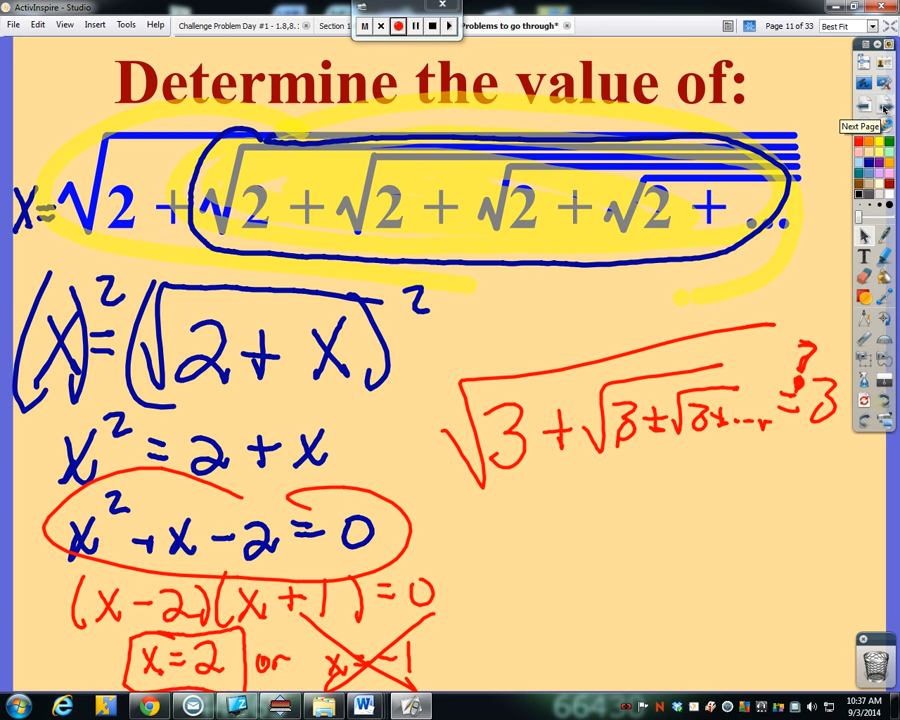 ActivInspire - Studio
File Edit View Insert Tools Help
Challenge Problem Day #1 - 1.8,8.
Section 1
Problems to go through*
Page 11 of 33
Best Fit
Next Page
Determine the value of:
X = √2 + √2 + √2 + √2 + √2 + ...
(x)² = (√2 + x)²
x² = 2 + x
x² + x - 2 = 0
(x - 2)(x + 1) = 0
x = 2 or x = -1
√3 + √3 + √3 + ... =? 3
10:37 AM
9/3/2014